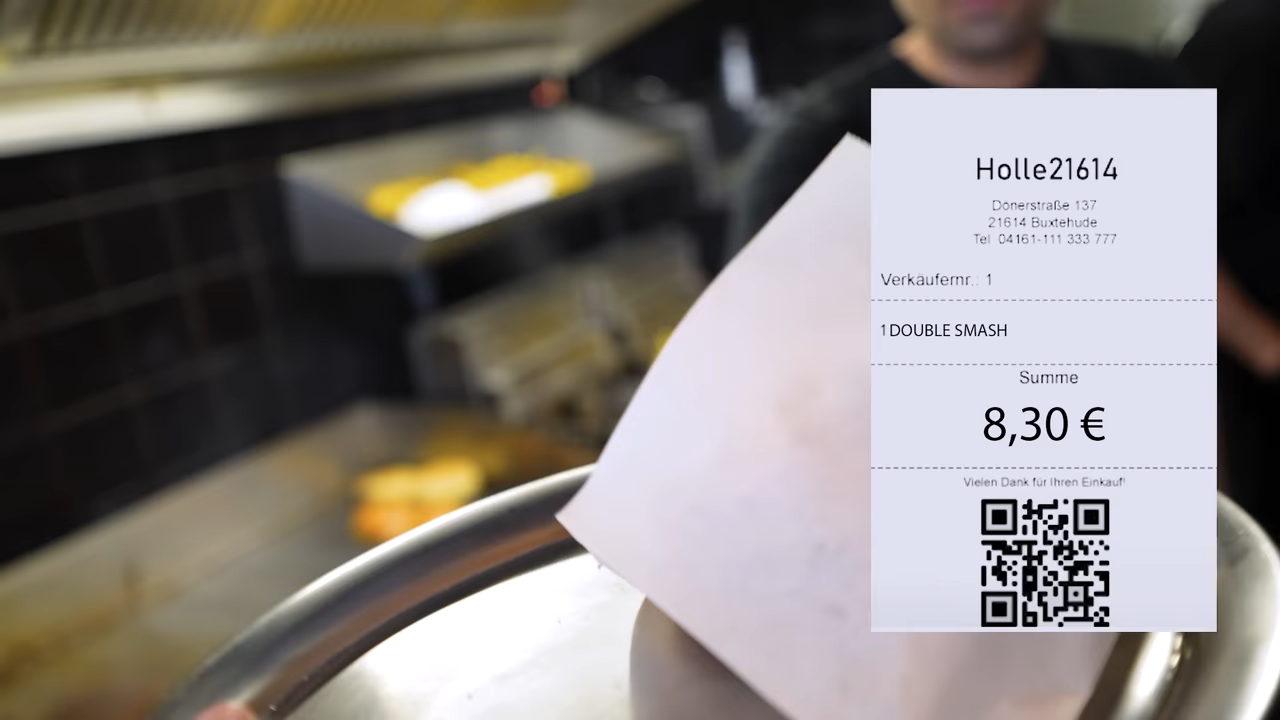 Holle21614
Dönerstraße 137
21614 Buxtehude
Tel. 04161-111 333 777
Verkäufernr.: 1
1 DOUBLE SMASH
Summe
8,30 €
Vielen Dank für Ihren Einkauf!